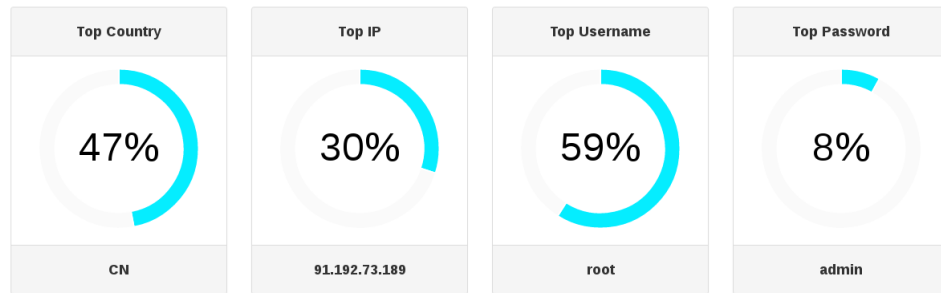 Top Country
47%
CN
Top IP
30%
91.192.73.189
Top Username
59%
root
Top Password
8%
admin